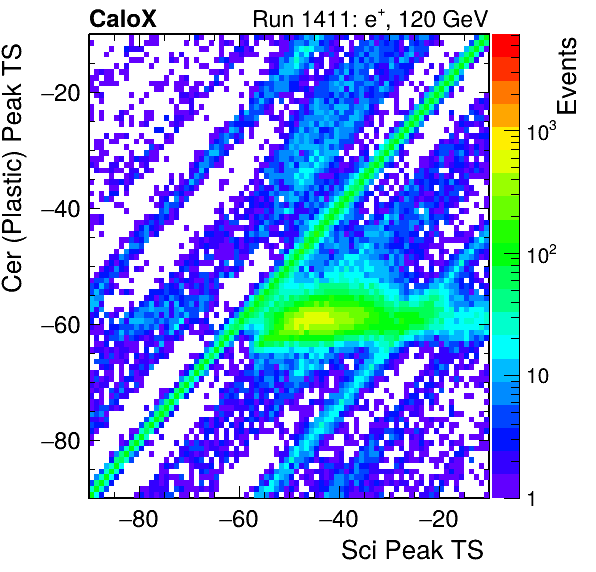 CaloX Run 1411: e⁺, 120 GeV
Cer (Plastic) Peak TS
−20
−40
−60
−80
−80 −60 −40 −20
Sci Peak TS
Events
10³
10²
10
1